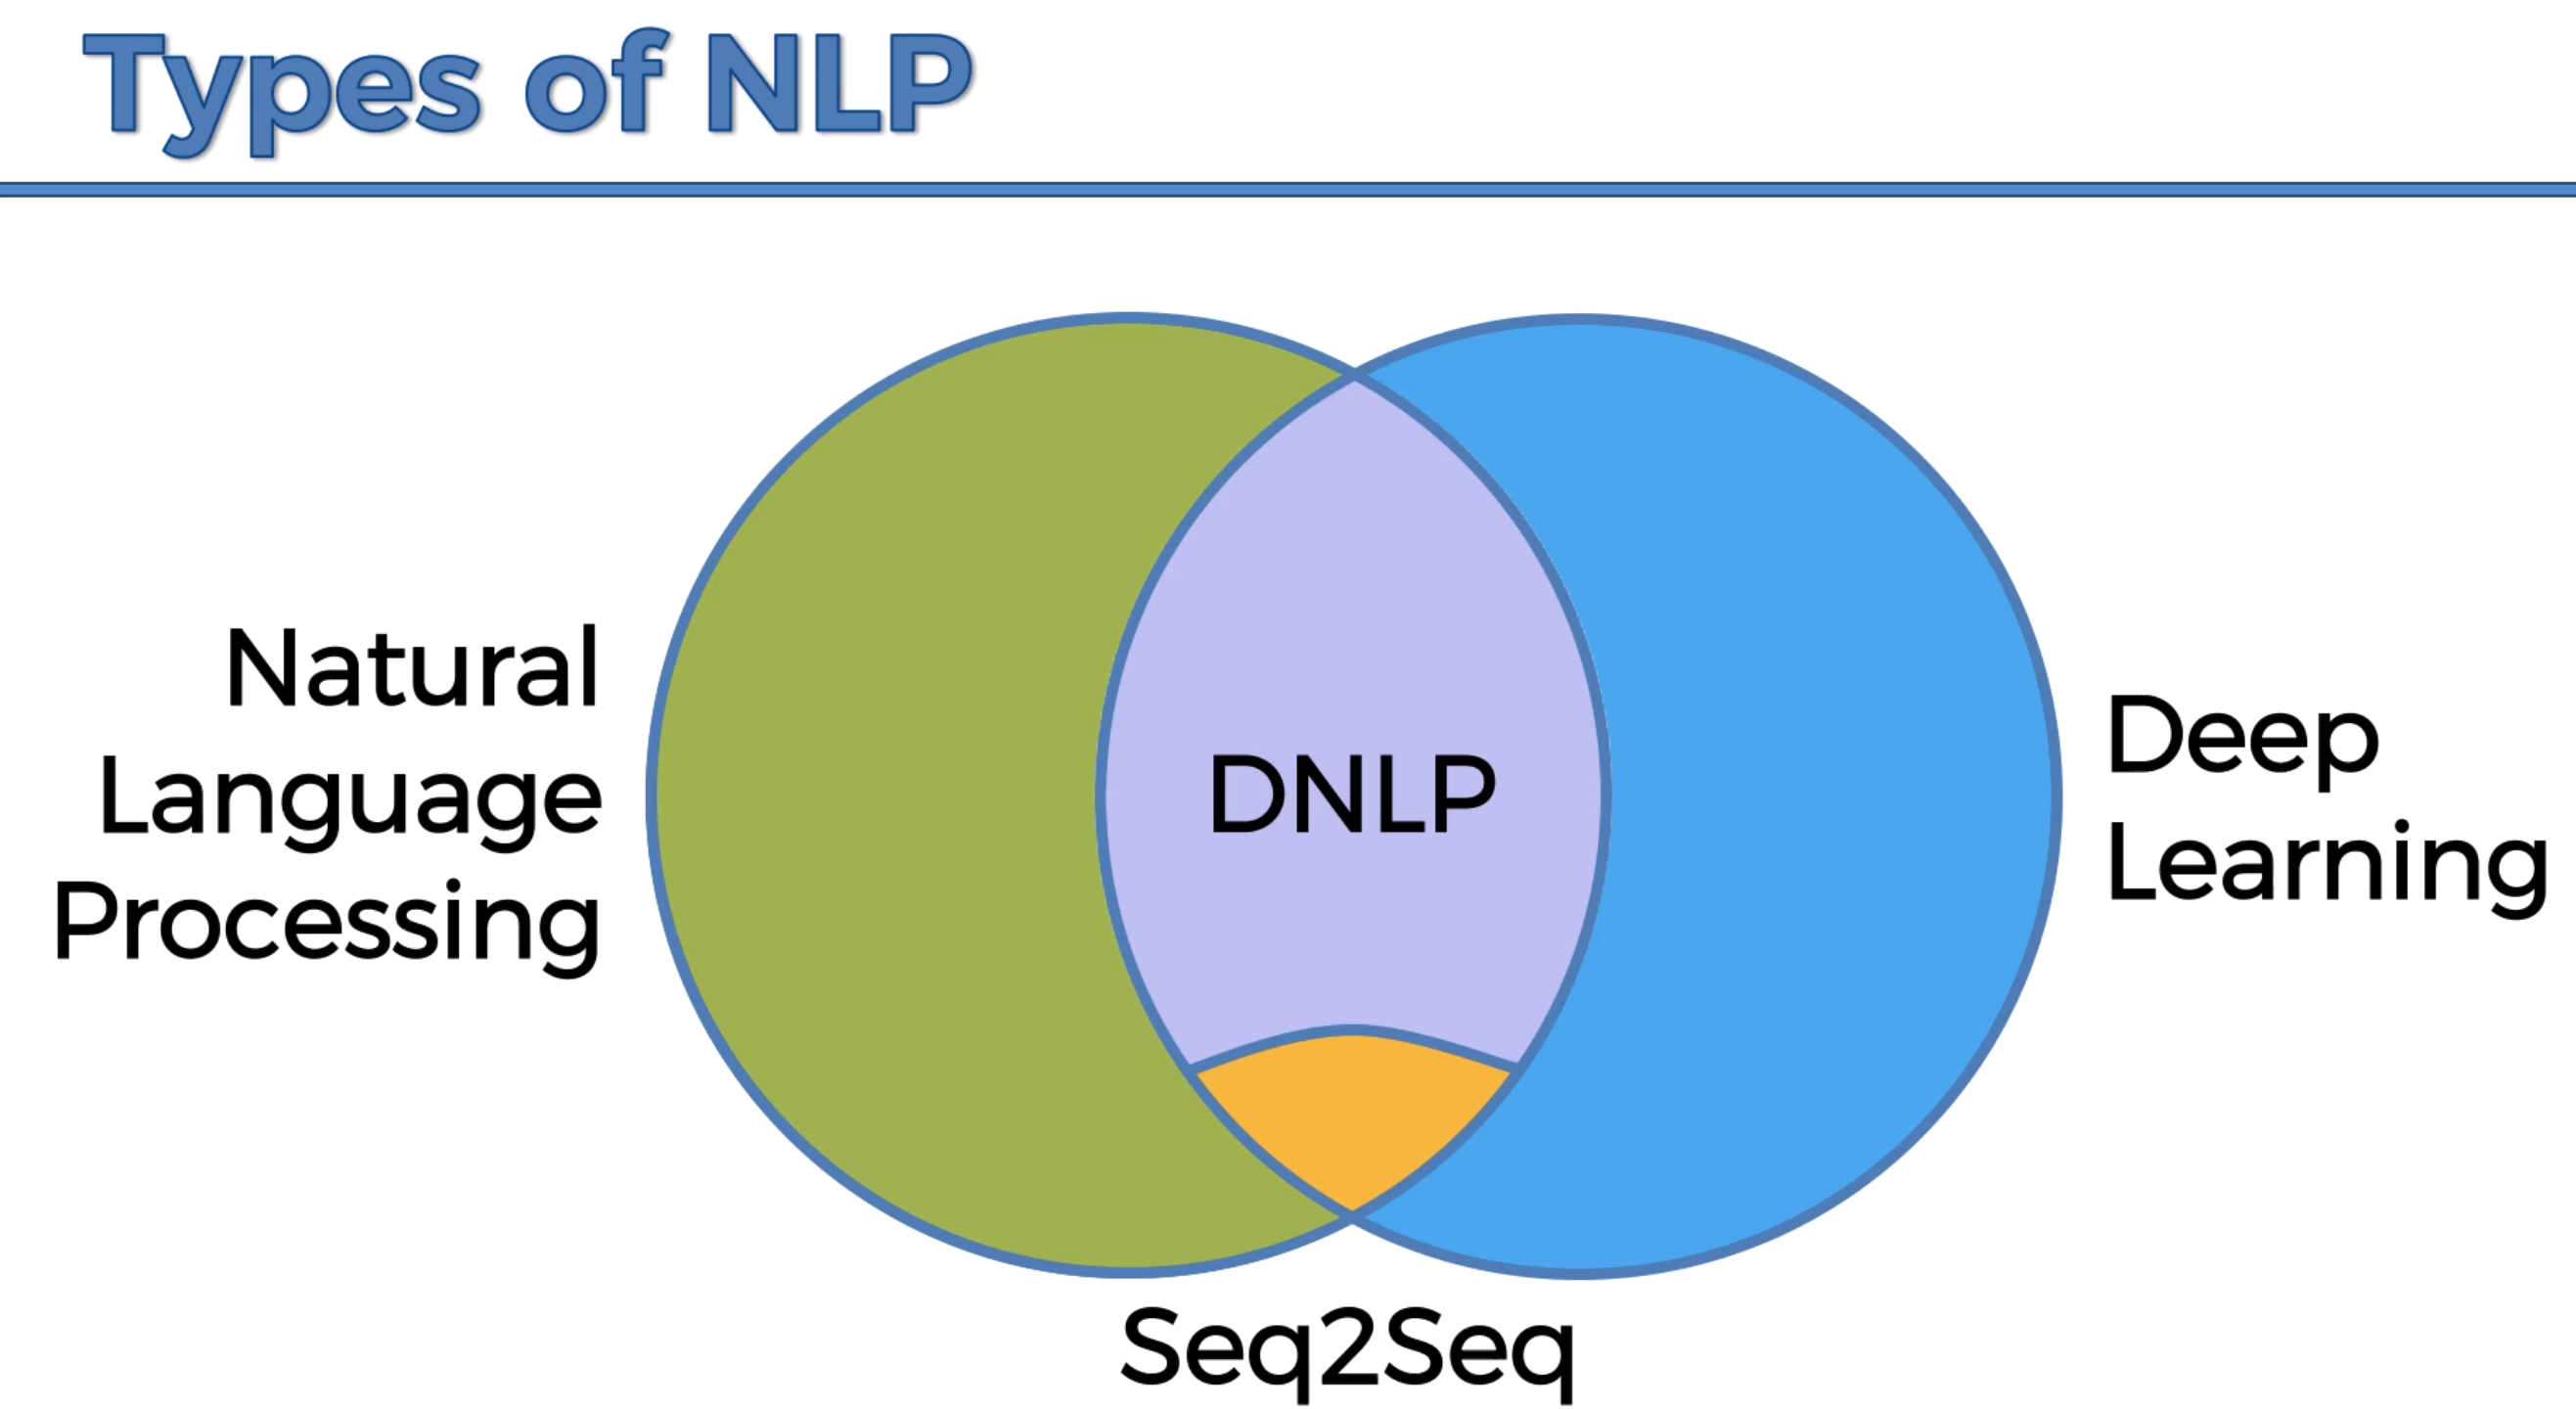 Types of NLP
Natural
Language
Processing
DNLP
Deep
Learning
Seq2Seq